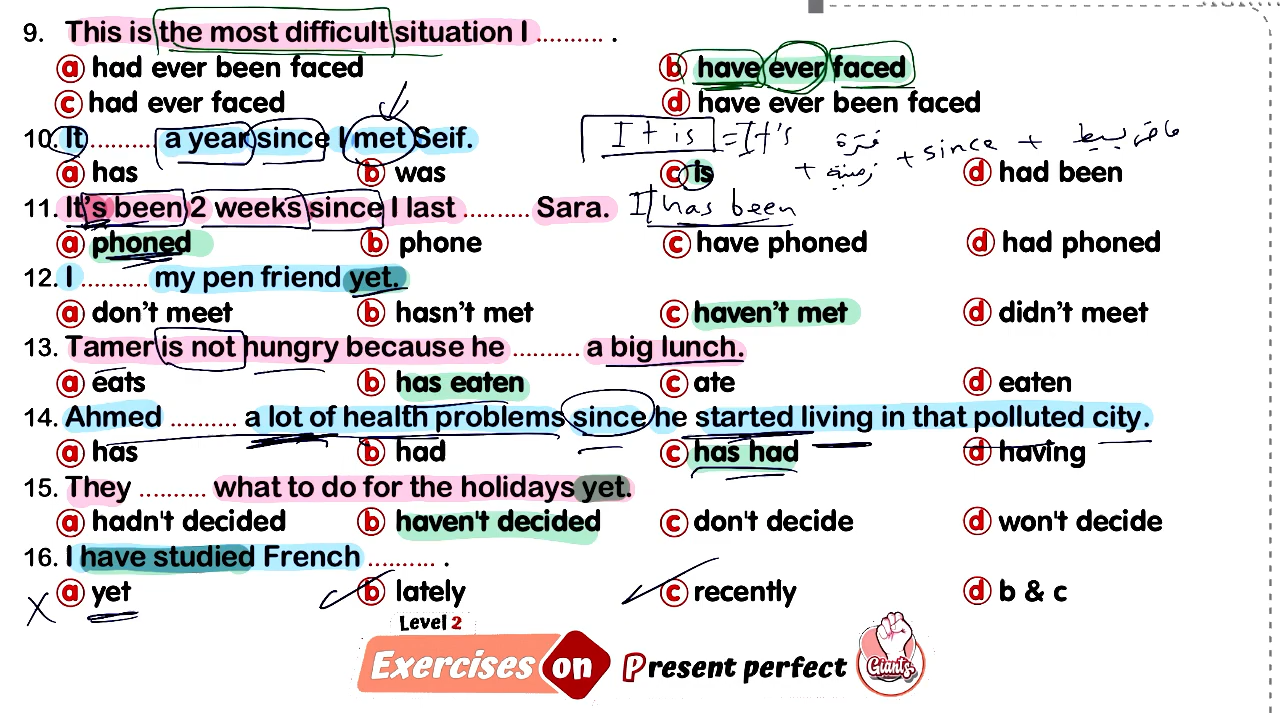 9. This is the most difficult situation I .......... .
a had ever been faced b have ever faced
c had ever faced d have ever been faced
10. It .......... a year since I met Seif.
It is = It's + فترة زمنية + since + ماضى بسيط
a has b was c is d had been
11. It's been 2 weeks since I last .......... Sara. It has been
a phoned b phone c have phoned d had phoned
12. I .......... my pen friend yet.
a don't meet b hasn't met c haven't met d didn't meet
13. Tamer is not hungry because he .......... a big lunch.
a eats b has eaten c ate d eaten
14. Ahmed .......... a lot of health problems since he started living in that polluted city.
a has b had c has had d having
15. They .......... what to do for the holidays yet.
a hadn't decided b haven't decided c don't decide d won't decide
16. I have studied French .......... .
a yet b lately c recently d b & c
Level 2
Exercises on Present perfect
Giants